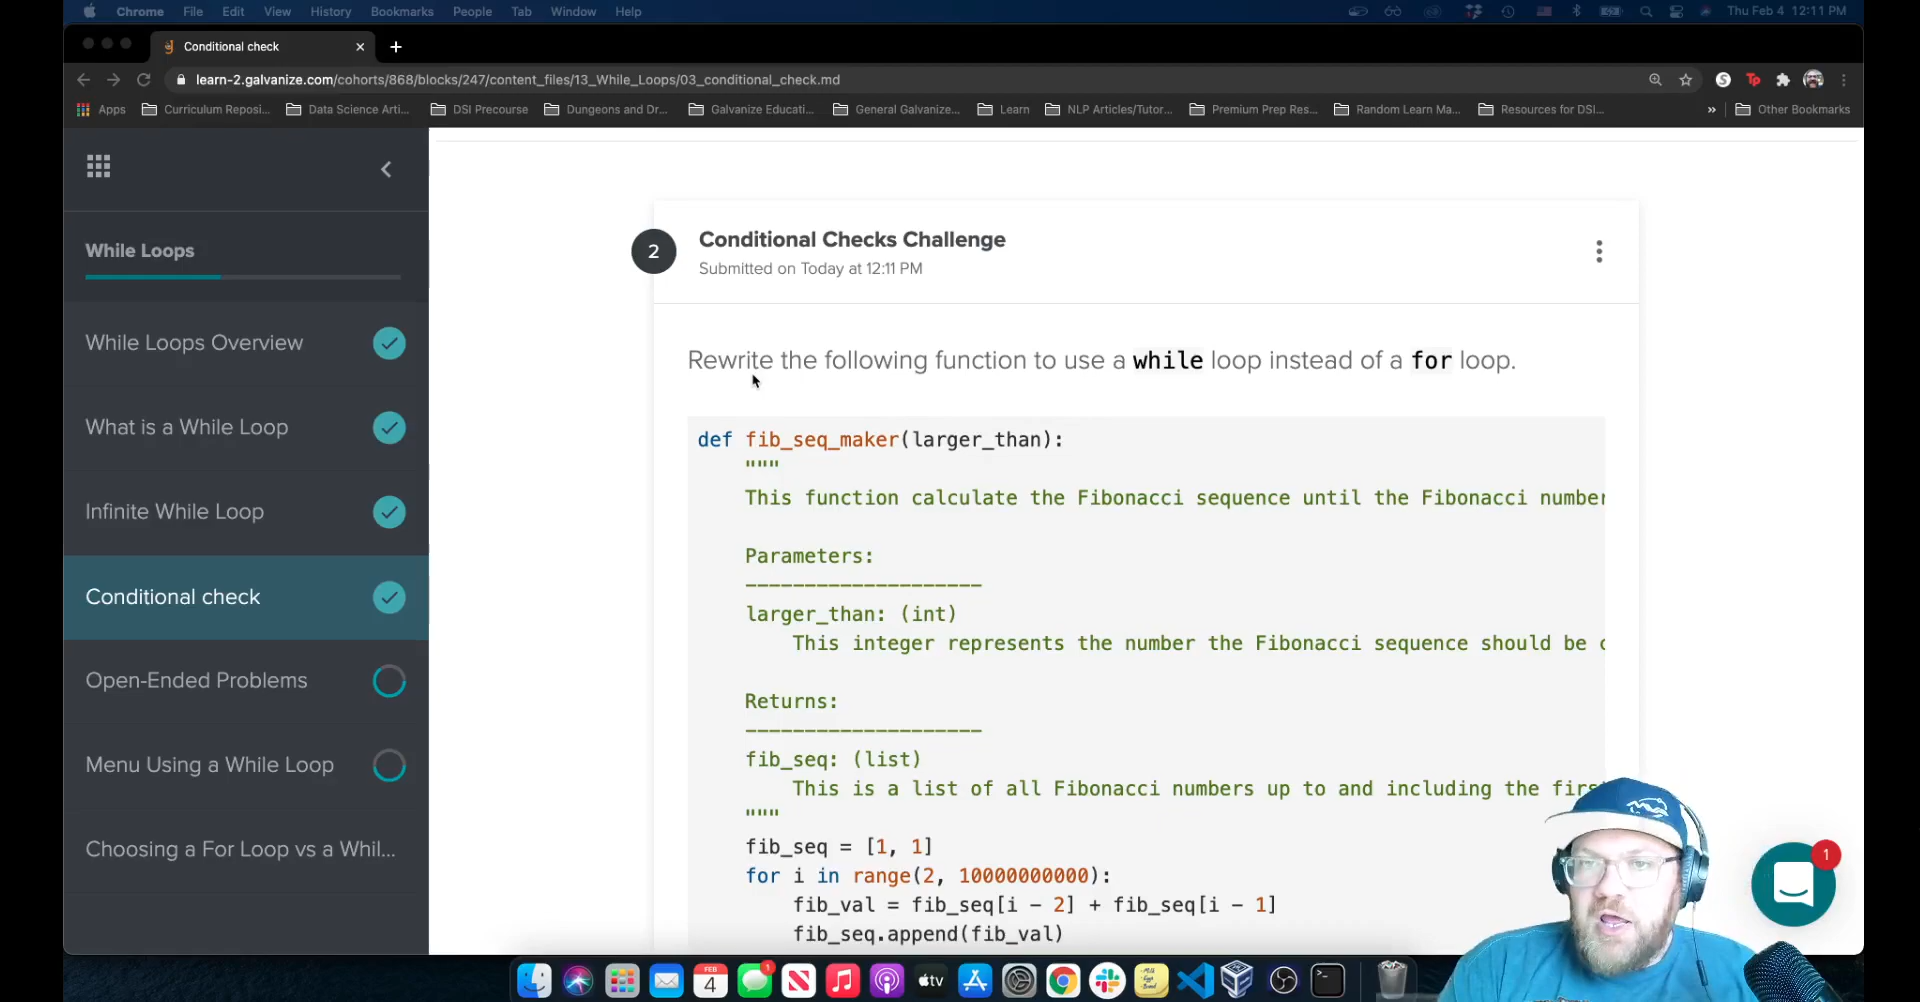 Chrome File Edit View History Bookmarks People Tab Window Help Thu Feb 4 12:11 PM
Conditional check
learn-2.galvanize.com/cohorts/868/blocks/247/content_files/13_While_Loops/03_conditional_check.md
Apps Curriculum Reposi... Data Science Arti... DSI Precourse Dungeons and Dr... Galvanize Educati... General Galvanize... Learn NLP Articles/Tutor... Premium Prep Res... Random Learn Ma... Resources for DSI... » Other Bookmarks
While Loops
While Loops Overview
What is a While Loop
Infinite While Loop
Conditional check
Open-Ended Problems
Menu Using a While Loop
Choosing a For Loop vs a Whil...
2
Conditional Checks Challenge
Submitted on Today at 12:11 PM
Rewrite the following function to use a while loop instead of a for loop.
def fib_seq_maker(larger_than):
"""
This function calculate the Fibonacci sequence until the Fibonacci number
Parameters:
--------------------
larger_than: (int)
This integer represents the number the Fibonacci sequence should be c
Returns:
--------------------
fib_seq: (list)
This is a list of all Fibonacci numbers up to and including the firs
"""
fib_seq = [1, 1]
for i in range(2, 10000000000):
fib_val = fib_seq[i - 2] + fib_seq[i - 1]
fib_seq.append(fib_val)
1
FEB
4
1
tv